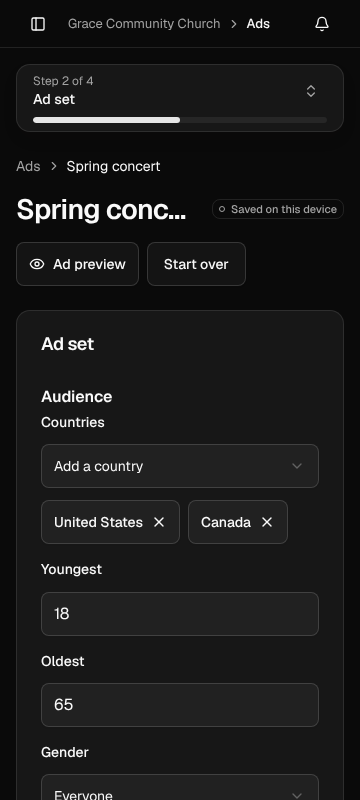 Grace Community Church > Ads
Step 2 of 4
Ad set
Ads > Spring concert
Spring conc...
Saved on this device
Ad preview
Start over
Ad set
Audience
Countries
Add a country
United States
Canada
Youngest
18
Oldest
65
Gender
Everyone